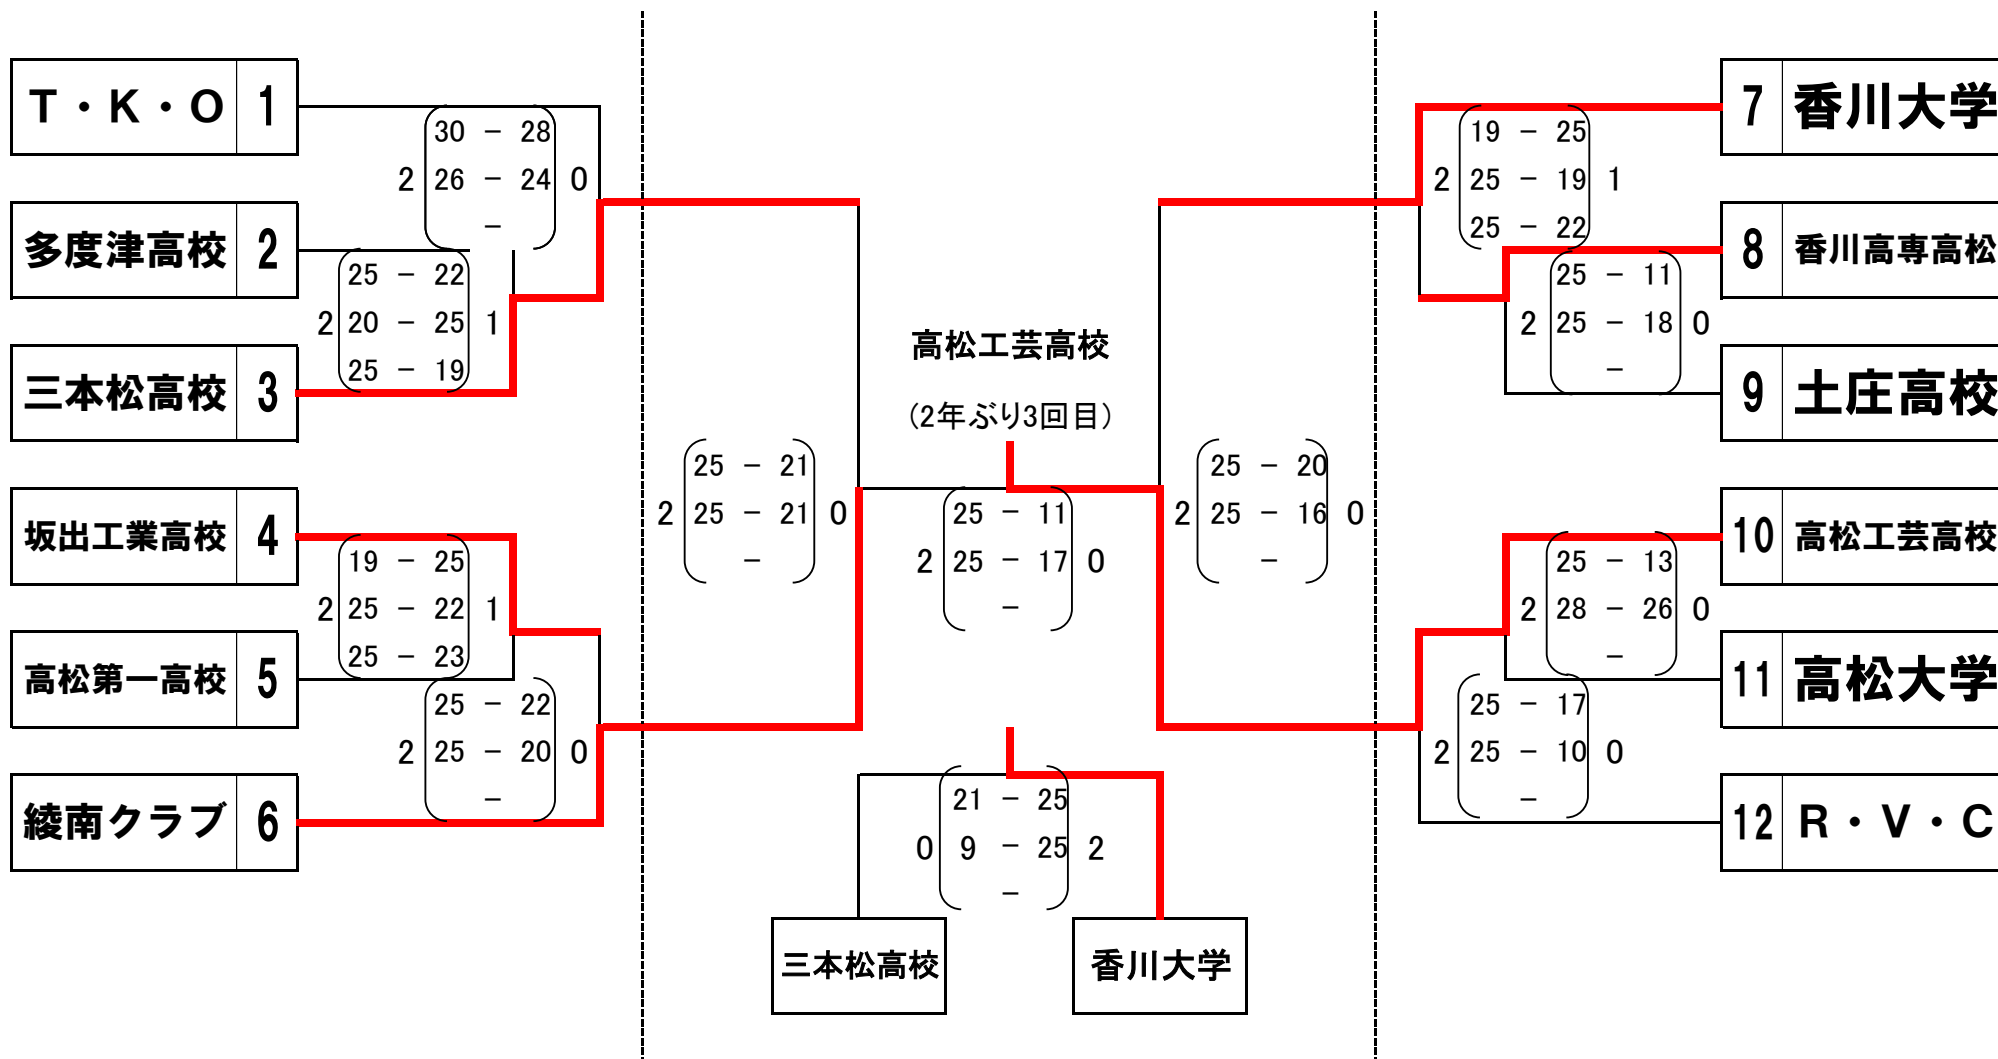 T・K・O 1
30 － 28
2 26 － 24 0
－
多度津高校 2
25 － 22
2 20 － 25 1
25 － 19
三本松高校 3
坂出工業高校 4
19 － 25
2 25 － 22 1
25 － 23
高松第一高校 5
25 － 22
2 25 － 20 0
－
綾南クラブ 6
25 － 21
2 25 － 21 0
－
高松工芸高校
(2年ぶり3回目)
25 － 11
2 25 － 17 0
－
25 － 20
2 25 － 16 0
－
21 － 25
0 9 － 25 2
－
三本松高校
香川大学
7 香川大学
19 － 25
2 25 － 19 1
25 － 22
8 香川高専高松
25 － 11
2 25 － 18 0
－
9 土庄高校
10 高松工芸高校
25 － 13
2 28 － 26 0
－
11 高松大学
25 － 17
2 25 － 10 0
－
12 R・V・C